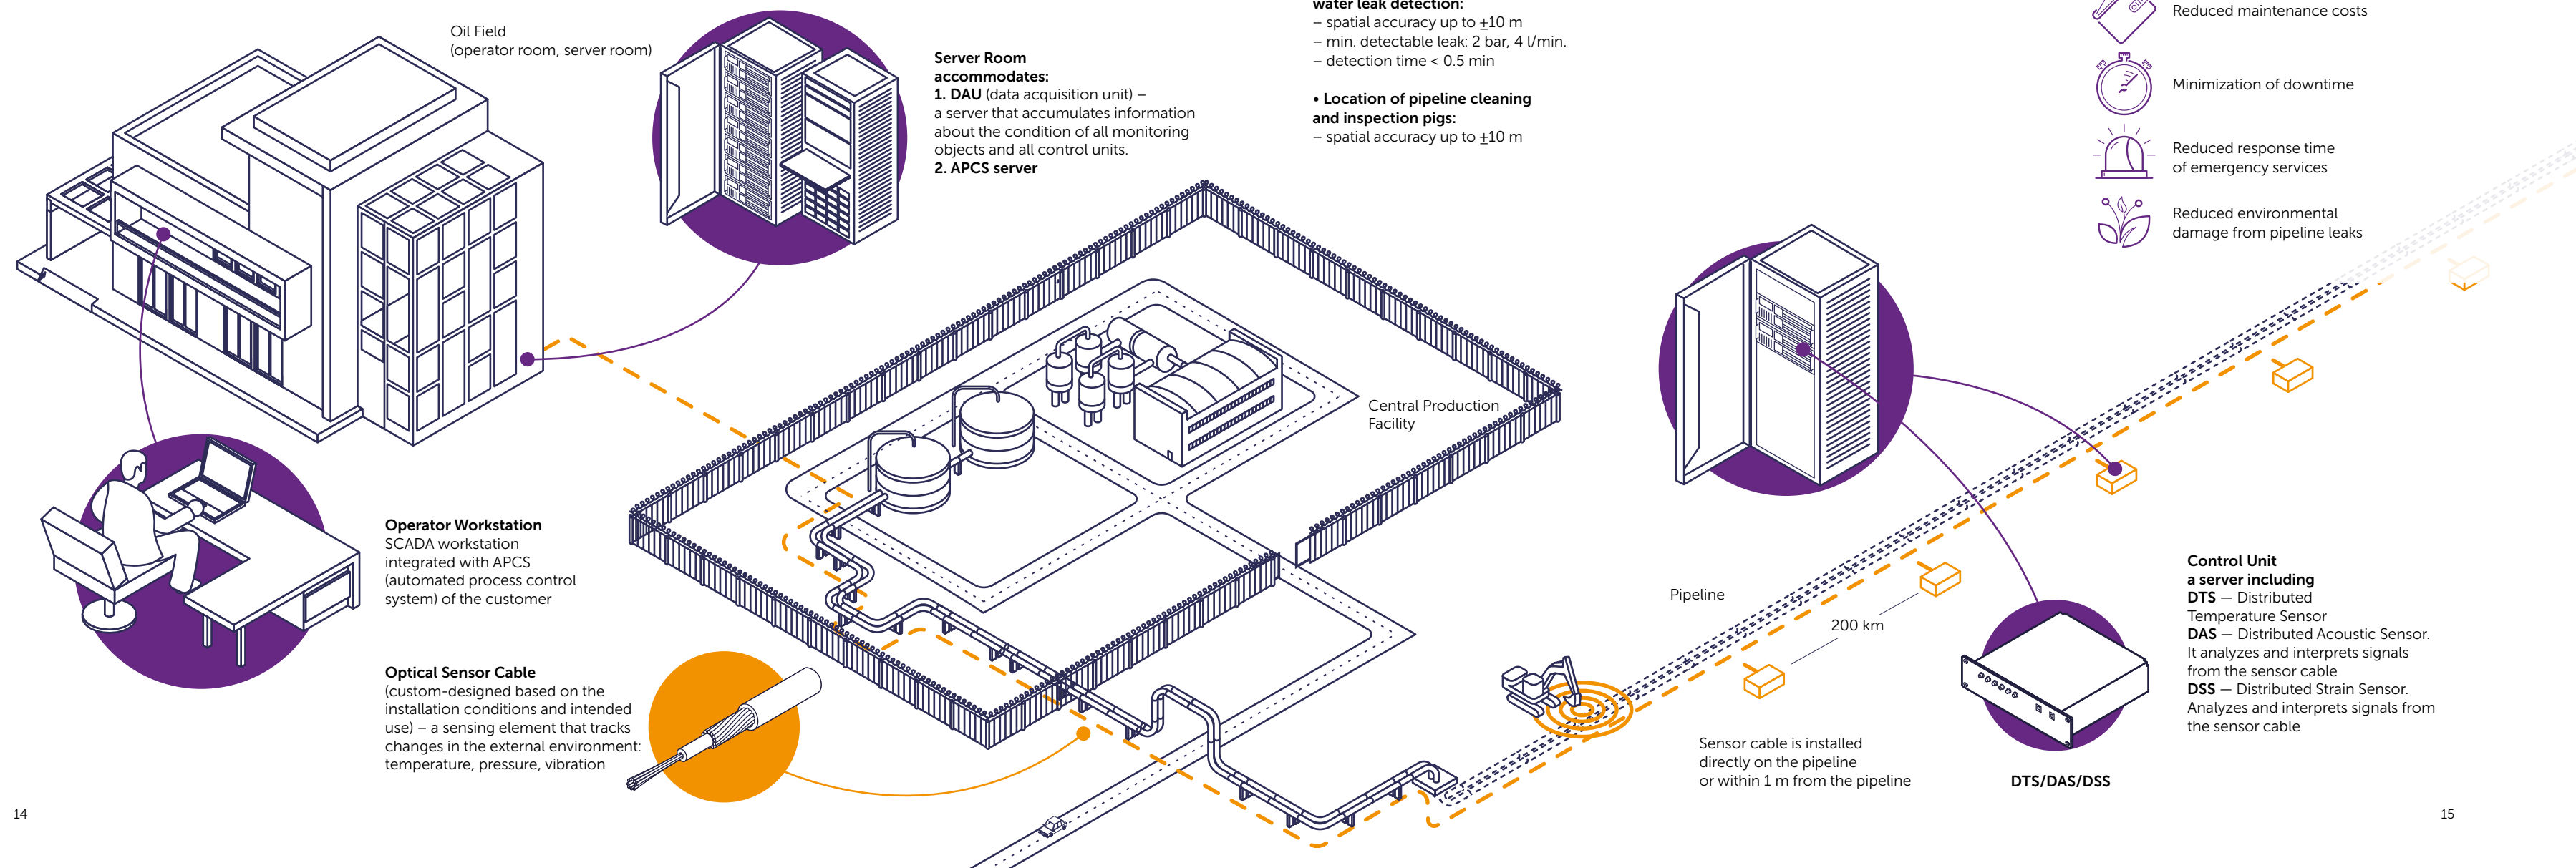 Oil Field
(operator room, server room)
Server Room
accommodates:
1. DAU (data acquisition unit) –
a server that accumulates information
about the condition of all monitoring
objects and all control units.
2. APCS server
water leak detection:
– spatial accuracy up to ±10 m
– min. detectable leak: 2 bar, 4 l/min.
– detection time < 0.5 min
• Location of pipeline cleaning
and inspection pigs:
– spatial accuracy up to ±10 m
Reduced maintenance costs
Minimization of downtime
Reduced response time
of emergency services
Reduced environmental
damage from pipeline leaks
Central Production
Facility
Operator Workstation
SCADA workstation
integrated with APCS
(automated process control
system) of the customer
Optical Sensor Cable
(custom-designed based on the
installation conditions and intended
use) – a sensing element that tracks
changes in the external environment:
temperature, pressure, vibration
Pipeline
200 km
Sensor cable is installed
directly on the pipeline
or within 1 m from the pipeline
Control Unit
a server including
DTS — Distributed
Temperature Sensor
DAS — Distributed Acoustic Sensor.
It analyzes and interprets signals
from the sensor cable
DSS — Distributed Strain Sensor.
Analyzes and interprets signals from
the sensor cable
DTS/DAS/DSS
14
15